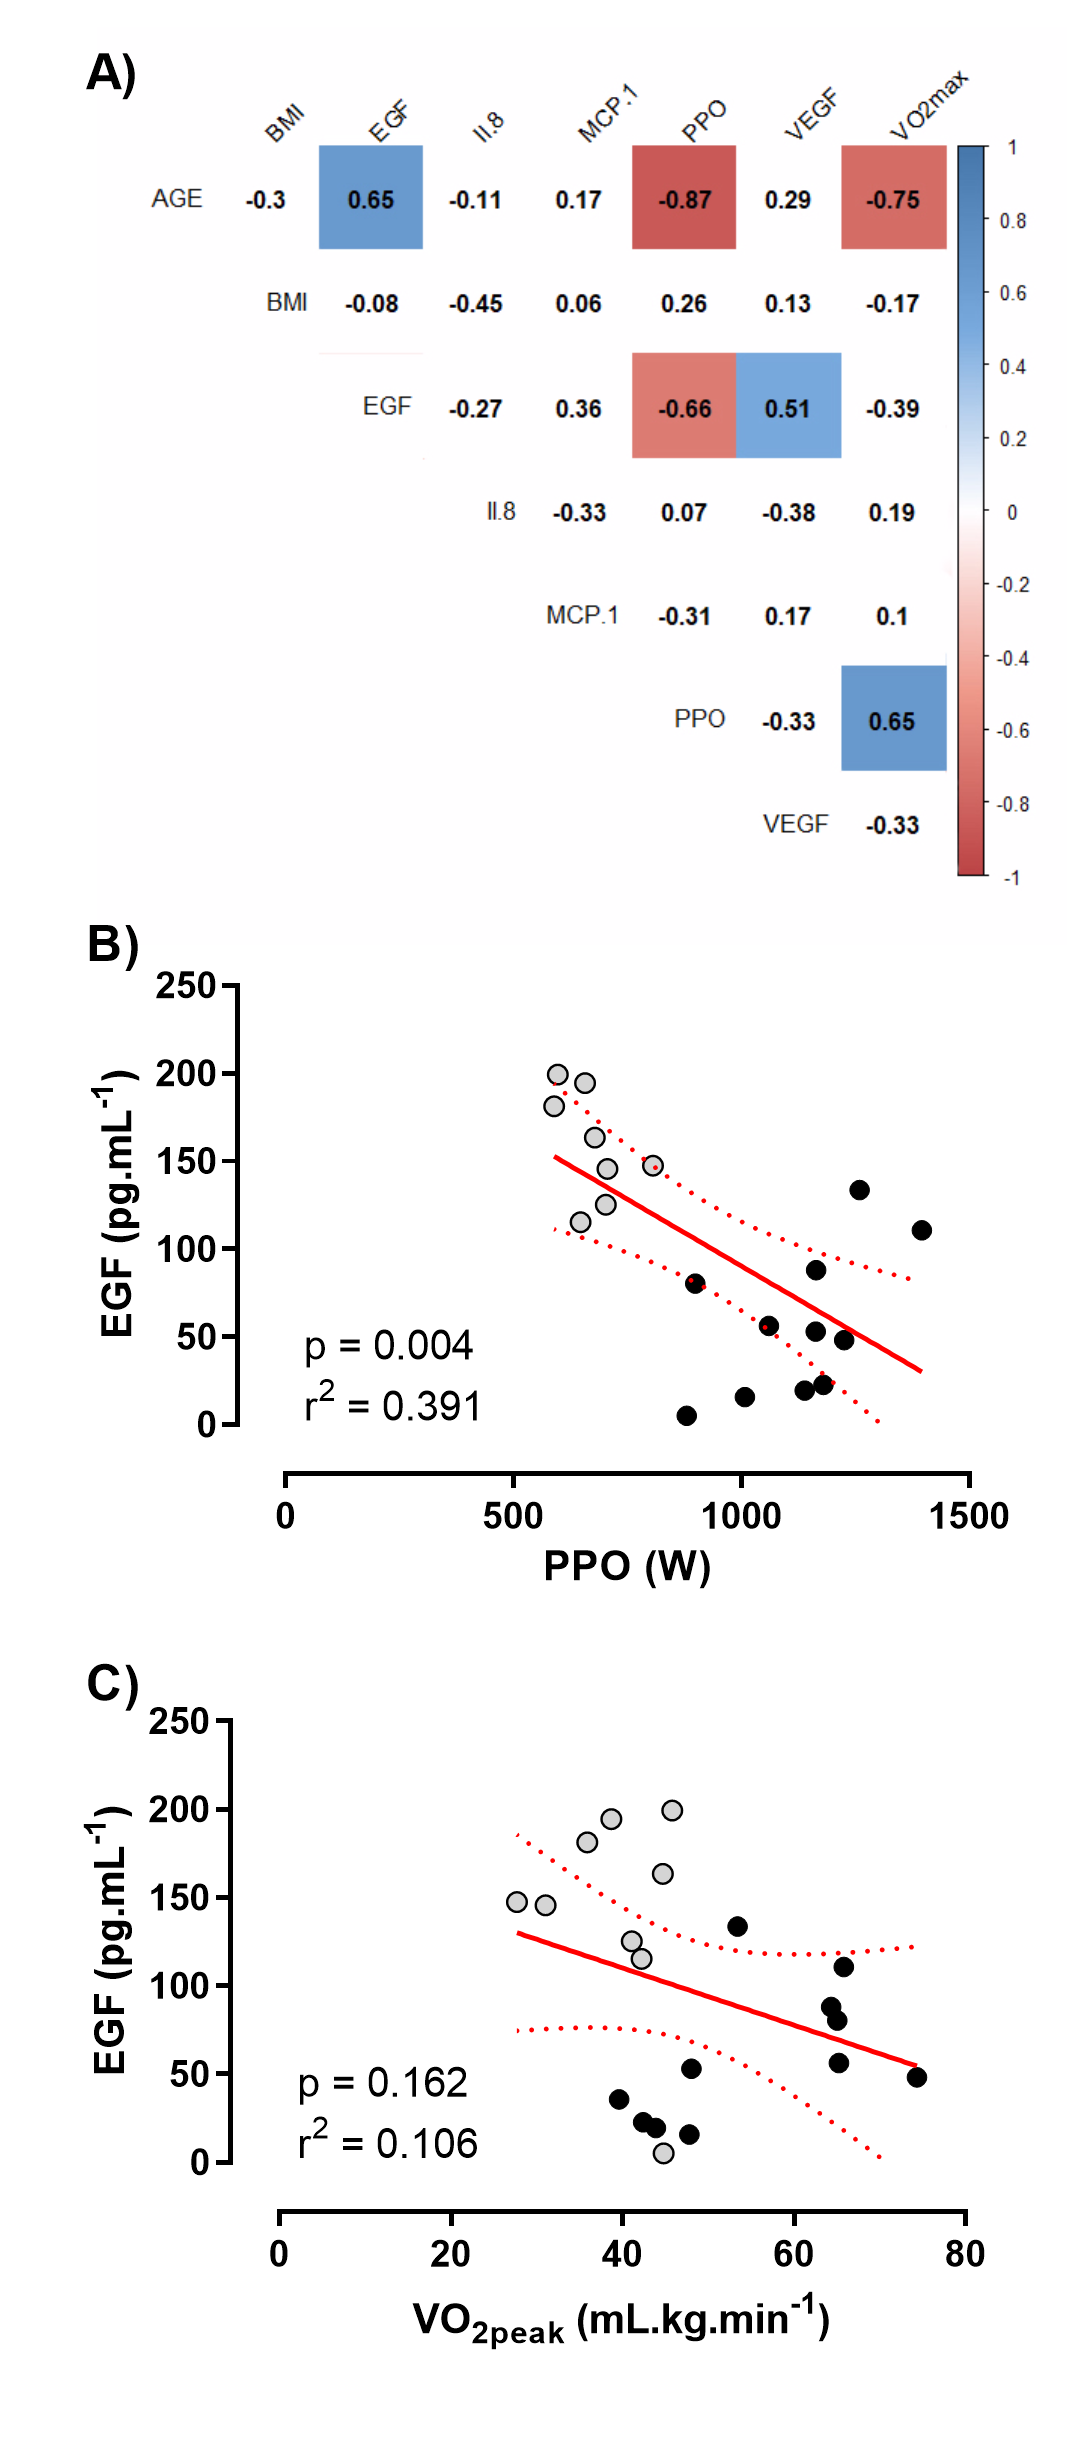 A)
BMI EGF Il.8 MCP.1 PPO VEGF VO2max
AGE -0.3 0.65 -0.11 0.17 -0.87 0.29 -0.75
BMI -0.08 -0.45 0.06 0.26 0.13 -0.17
EGF -0.27 0.36 -0.66 0.51 -0.39
Il.8 -0.33 0.07 -0.38 0.19
MCP.1 -0.31 0.17 0.1
PPO -0.33 0.65
VEGF -0.33
1
0.8
0.6
0.4
0.2
0
-0.2
-0.4
-0.6
-0.8
-1
B)
250
200
150
100
50
0
EGF (pg.mL⁻¹)
p = 0.004
r² = 0.391
0 500 1000 1500
PPO (W)
C)
250
200
150
100
50
0
EGF (pg.mL⁻¹)
p = 0.162
r² = 0.106
0 20 40 60 80
VO₂peak (mL.kg.min⁻¹)